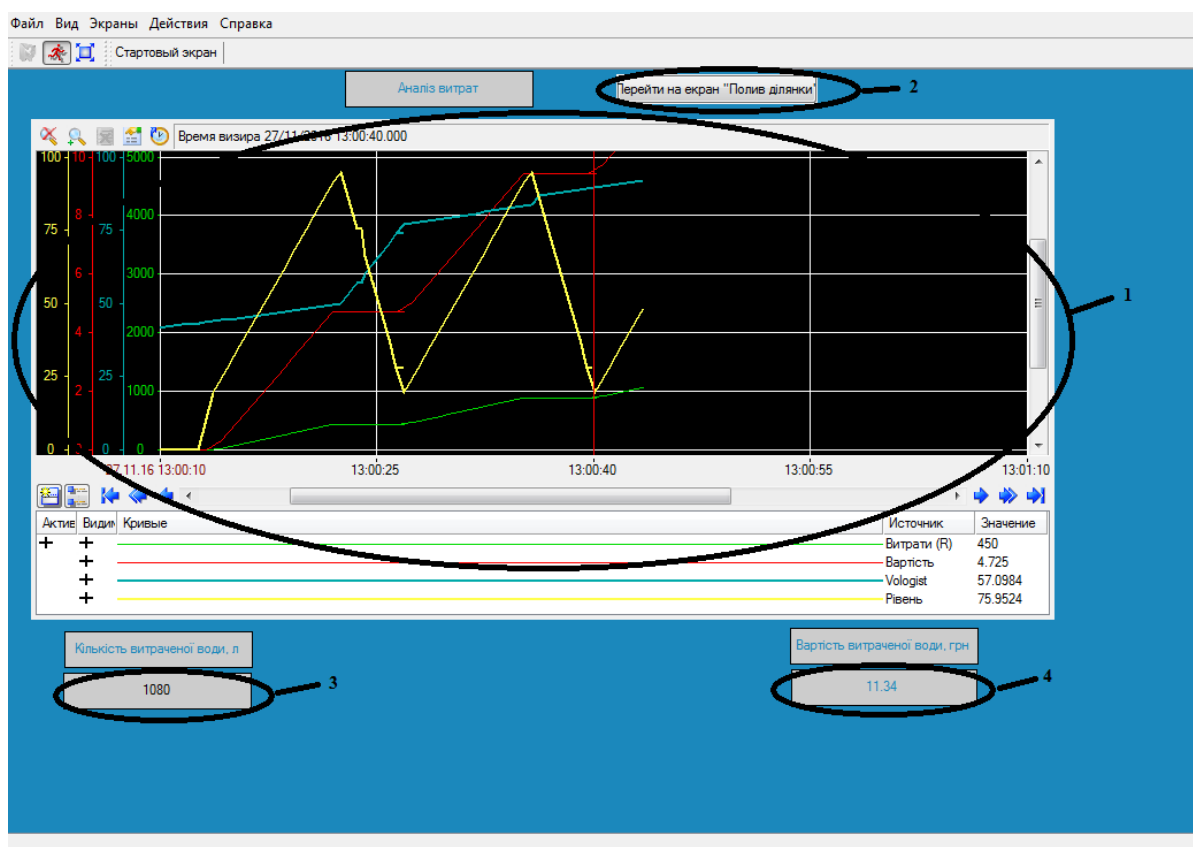 Файл Вид Экраны Действия Справка
Стартовый экран
Аналіз витрат
Перейти на екран "Полив ділянки"
2
Время визира 27/11/2016 13:00:40.000
100 10 100 5000
8 4000
75 75
6 3000
50 50
4 2000
25 25
2 1000
0 0 0
1
27.11.16 13:00:10 13:00:25 13:00:40 13:00:55 13:01:10
Кривые Источник Значение
Витрати (R) 450
Вартість 4.725
Vologist 57.0984
Рівень 75.9524
Кількість витраченої води, л
Вартість витраченої води, грн
1080
3
11.34
4